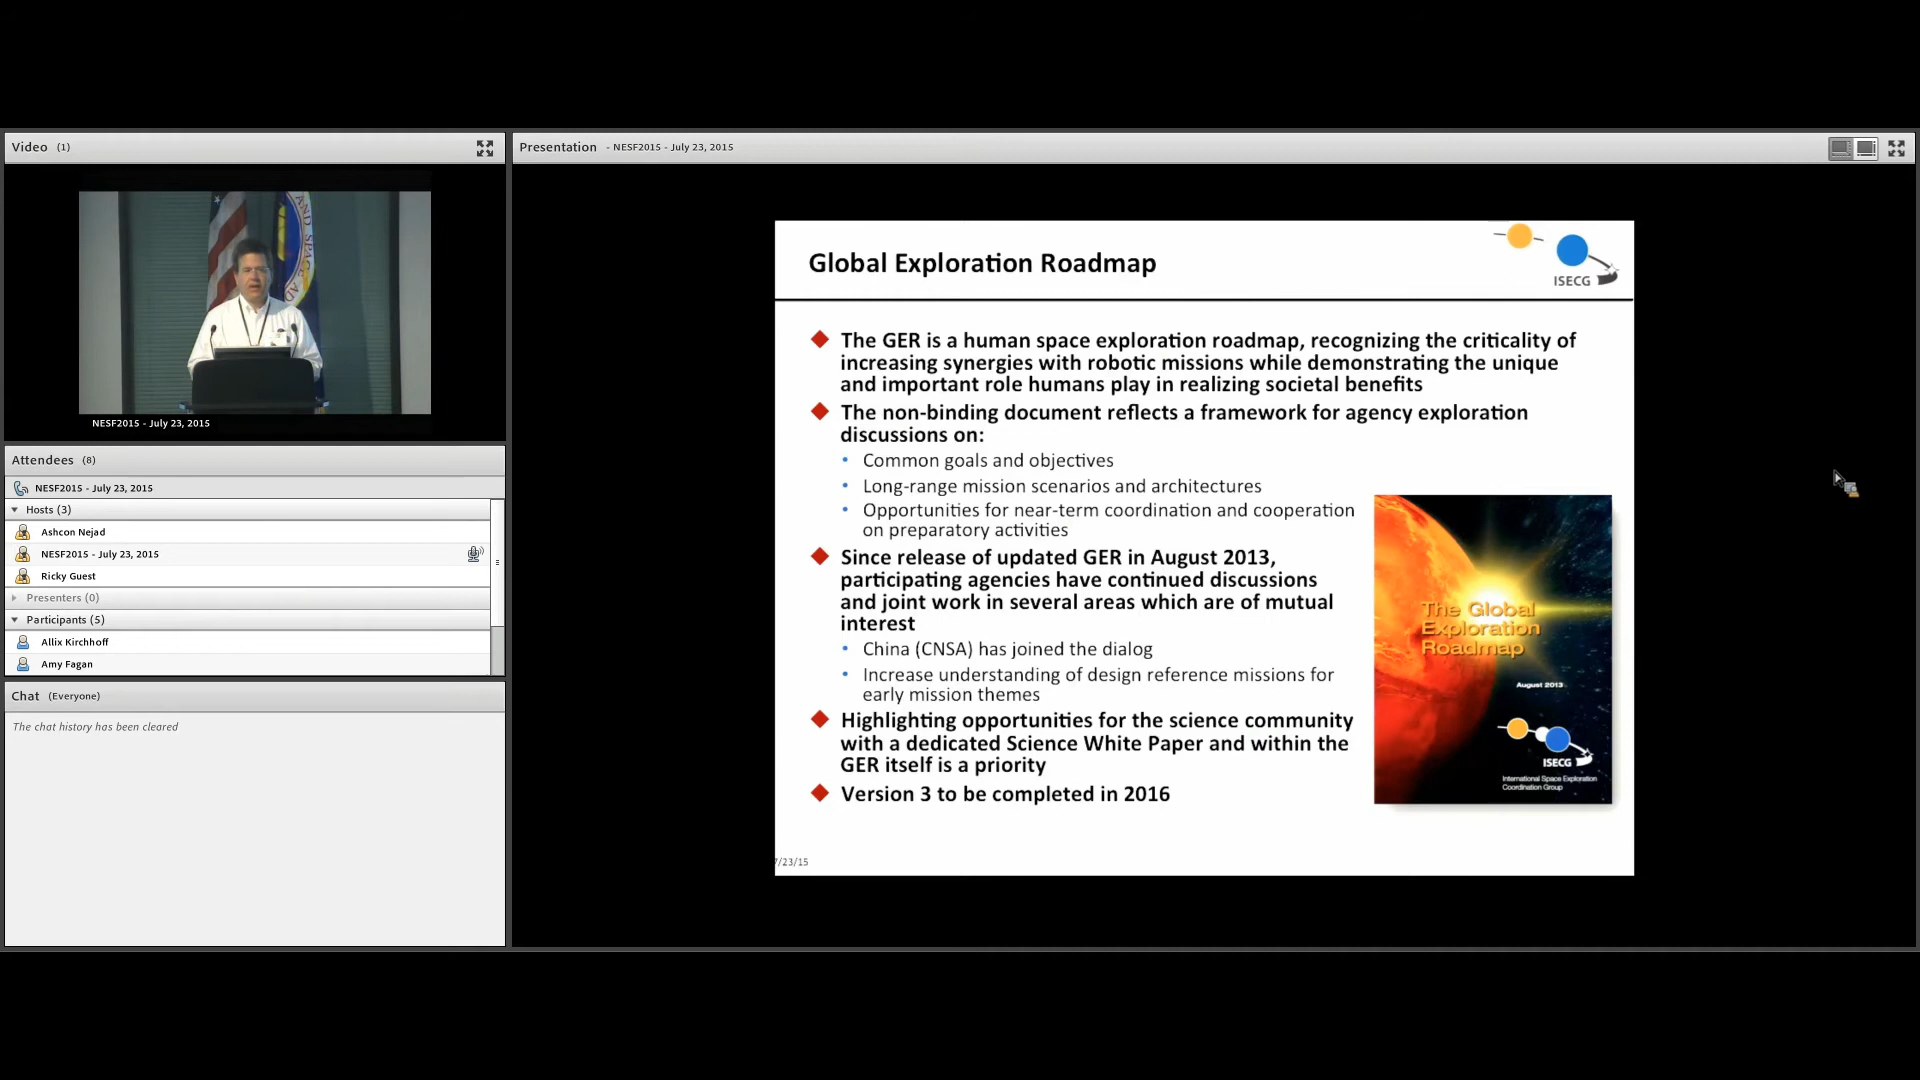 Video (1)
NESF2015 - July 23, 2015
Attendees (8)
NESF2015 - July 23, 2015
Hosts (3)
Ashcon Nejad
NESF2015 - July 23, 2015
Ricky Guest
Presenters (0)
Participants (5)
Allix Kirchhoff
Amy Fagan
Chat (Everyone)
The chat history has been cleared
Presentation - NESF2015 - July 23, 2015
Global Exploration Roadmap
ISECG
The GER is a human space exploration roadmap, recognizing the criticality of
increasing synergies with robotic missions while demonstrating the unique
and important role humans play in realizing societal benefits
The non-binding document reflects a framework for agency exploration
discussions on:
• Common goals and objectives
• Long-range mission scenarios and architectures
• Opportunities for near-term coordination and cooperation
on preparatory activities
Since release of updated GER in August 2013,
participating agencies have continued discussions
and joint work in several areas which are of mutual
interest
• China (CNSA) has joined the dialog
• Increase understanding of design reference missions for
early mission themes
Highlighting opportunities for the science community
with a dedicated Science White Paper and within the
GER itself is a priority
Version 3 to be completed in 2016
The Global
Exploration
Roadmap
August 2013
ISECG
International Space Exploration
Coordination Group
/23/15
AND SPACE AD